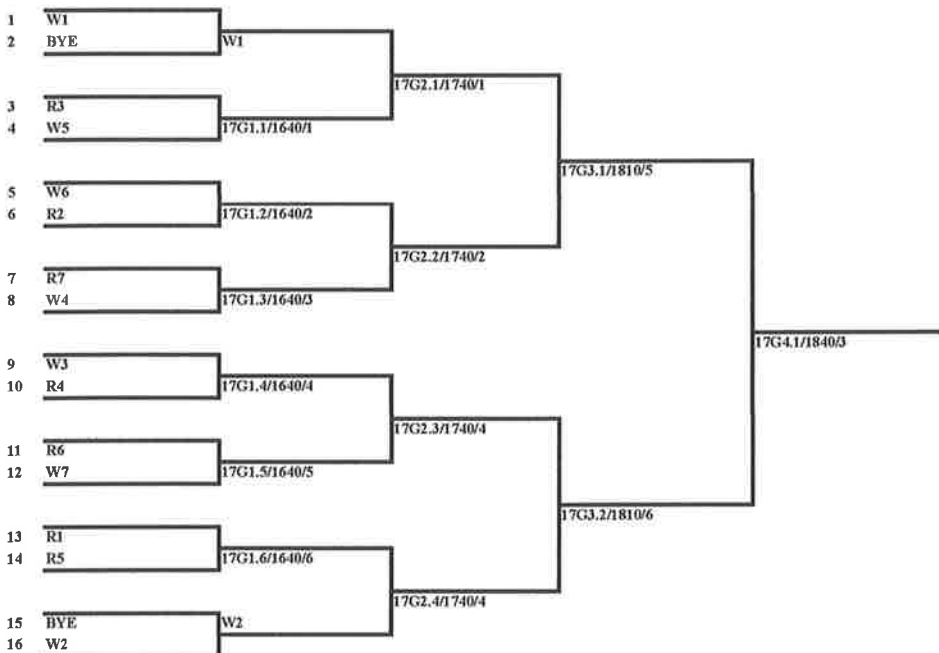 1 W1
2 BYE
W1
17G2.1/1740/1
3 R3
4 W5
17G1.1/1640/1
17G3.1/1810/5
5 W6
6 R2
17G1.2/1640/2
17G2.2/1740/2
7 R7
8 W4
17G1.3/1640/3
17G4.1/1840/3
9 W3
10 R4
17G1.4/1640/4
17G2.3/1740/4
11 R6
12 W7
17G1.5/1640/5
17G3.2/1810/6
13 R1
14 R5
17G1.6/1640/6
17G2.4/1740/4
15 BYE
16 W2
W2